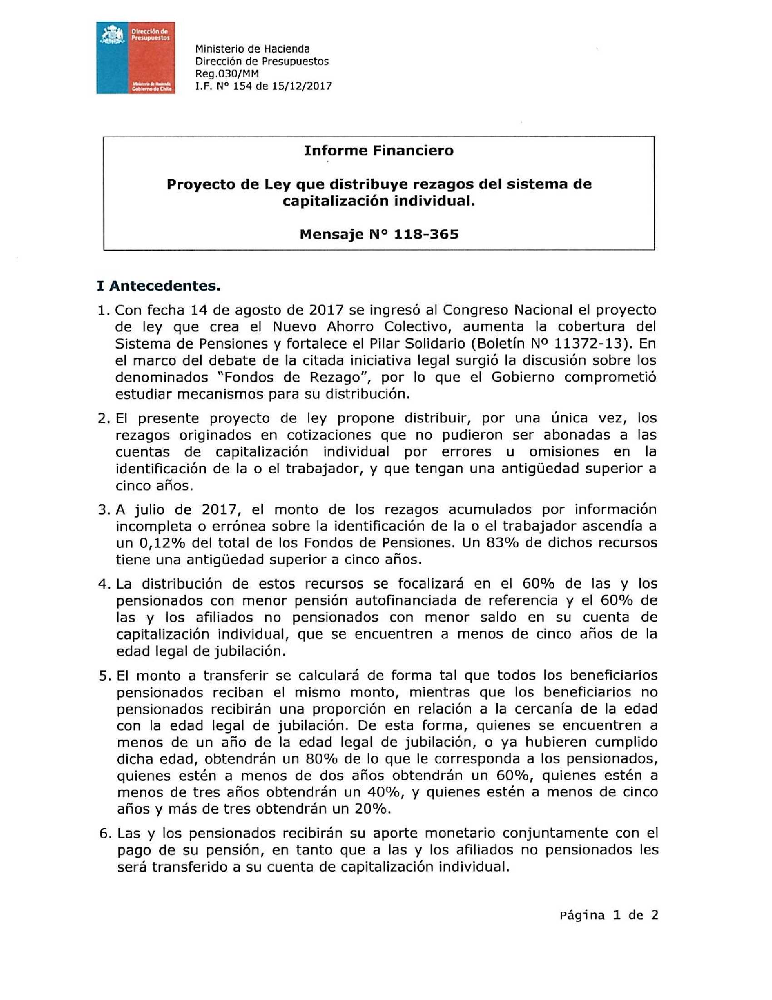 Dirección de
Presupuestos
Ministerio de Hacienda
Gobierno de Chile
Ministerio de Hacienda
Dirección de Presupuestos
Reg.030/MM
I.F. Nº 154 de 15/12/2017
Informe Financiero
Proyecto de Ley que distribuye rezagos del sistema de
capitalización individual.
Mensaje Nº 118-365
I Antecedentes.
1. Con fecha 14 de agosto de 2017 se ingresó al Congreso Nacional el proyecto
de ley que crea el Nuevo Ahorro Colectivo, aumenta la cobertura del
Sistema de Pensiones y fortalece el Pilar Solidario (Boletín Nº 11372-13). En
el marco del debate de la citada iniciativa legal surgió la discusión sobre los
denominados "Fondos de Rezago", por lo que el Gobierno comprometió
estudiar mecanismos para su distribución.
2. El presente proyecto de ley propone distribuir, por una única vez, los
rezagos originados en cotizaciones que no pudieron ser abonadas a las
cuentas de capitalización individual por errores u omisiones en la
identificación de la o el trabajador, y que tengan una antigüedad superior a
cinco años.
3. A julio de 2017, el monto de los rezagos acumulados por información
incompleta o errónea sobre la identificación de la o el trabajador ascendía a
un 0,12% del total de los Fondos de Pensiones. Un 83% de dichos recursos
tiene una antigüedad superior a cinco años.
4. La distribución de estos recursos se focalizará en el 60% de las y los
pensionados con menor pensión autofinanciada de referencia y el 60% de
las y los afiliados no pensionados con menor saldo en su cuenta de
capitalización individual, que se encuentren a menos de cinco años de la
edad legal de jubilación.
5. El monto a transferir se calculará de forma tal que todos los beneficiarios
pensionados reciban el mismo monto, mientras que los beneficiarios no
pensionados recibirán una proporción en relación a la cercanía de la edad
con la edad legal de jubilación. De esta forma, quienes se encuentren a
menos de un año de la edad legal de jubilación, o ya hubieren cumplido
dicha edad, obtendrán un 80% de lo que le corresponda a los pensionados,
quienes estén a menos de dos años obtendrán un 60%, quienes estén a
menos de tres años obtendrán un 40%, y quienes estén a menos de cinco
años y más de tres obtendrán un 20%.
6. Las y los pensionados recibirán su aporte monetario conjuntamente con el
pago de su pensión, en tanto que a las y los afiliados no pensionados les
será transferido a su cuenta de capitalización individual.
Página 1 de 2